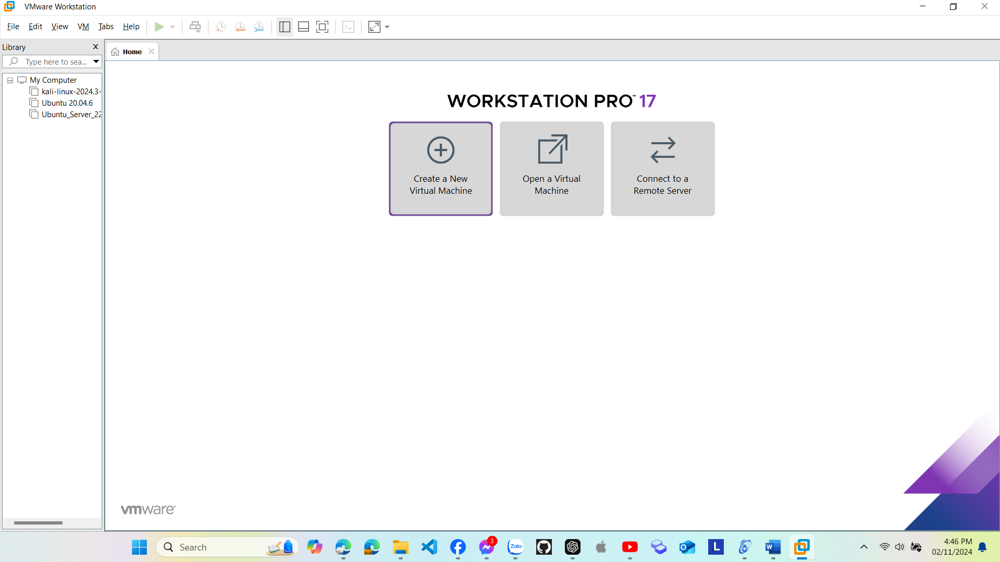 VMware Workstation
File Edit View VM Tabs Help
Library
Type here to sea...
My Computer
kali-linux-2024.3-
Ubuntu 20.04.6
Ubuntu_Server_22
Home
WORKSTATION PRO™ 17
Create a New
Virtual Machine
Open a Virtual
Machine
Connect to a
Remote Server
vmware®
Search
3
Zalo
L
W
4:46 PM
02/11/2024